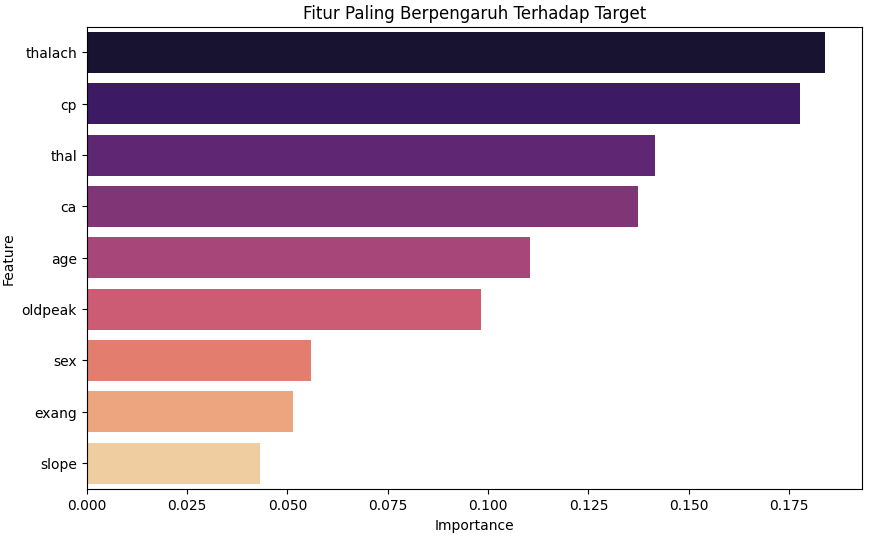 Fitur Paling Berpengaruh Terhadap Target
thalach
cp
thal
ca
age
oldpeak
sex
exang
slope
Feature
0.000 0.025 0.050 0.075 0.100 0.125 0.150 0.175
Importance